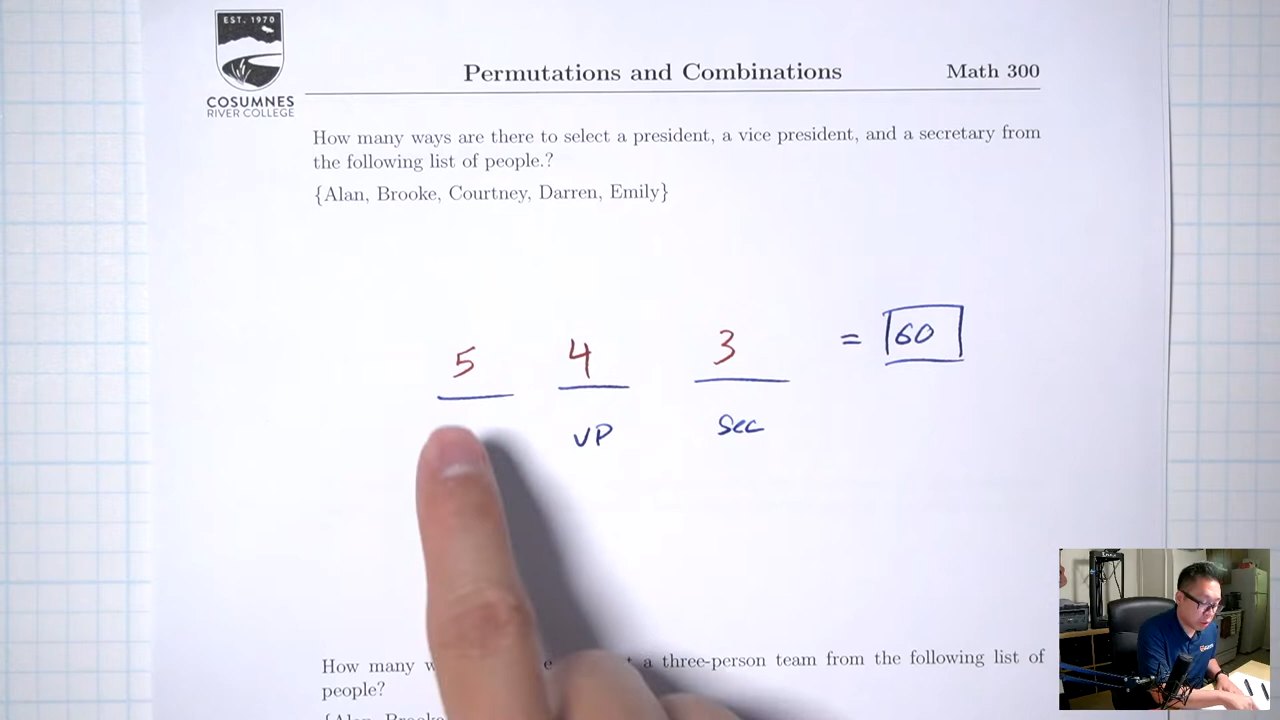 EST. 1970
COSUMNES
RIVER COLLEGE
Permutations and Combinations
Math 300
How many ways are there to select a president, a vice president, and a secretary from
the following list of people.?
{Alan, Brooke, Courtney, Darren, Emily}
5 4 3 = 60
VP Sec
How many a three-person team from the following list of
people?
{Alan, Brooke